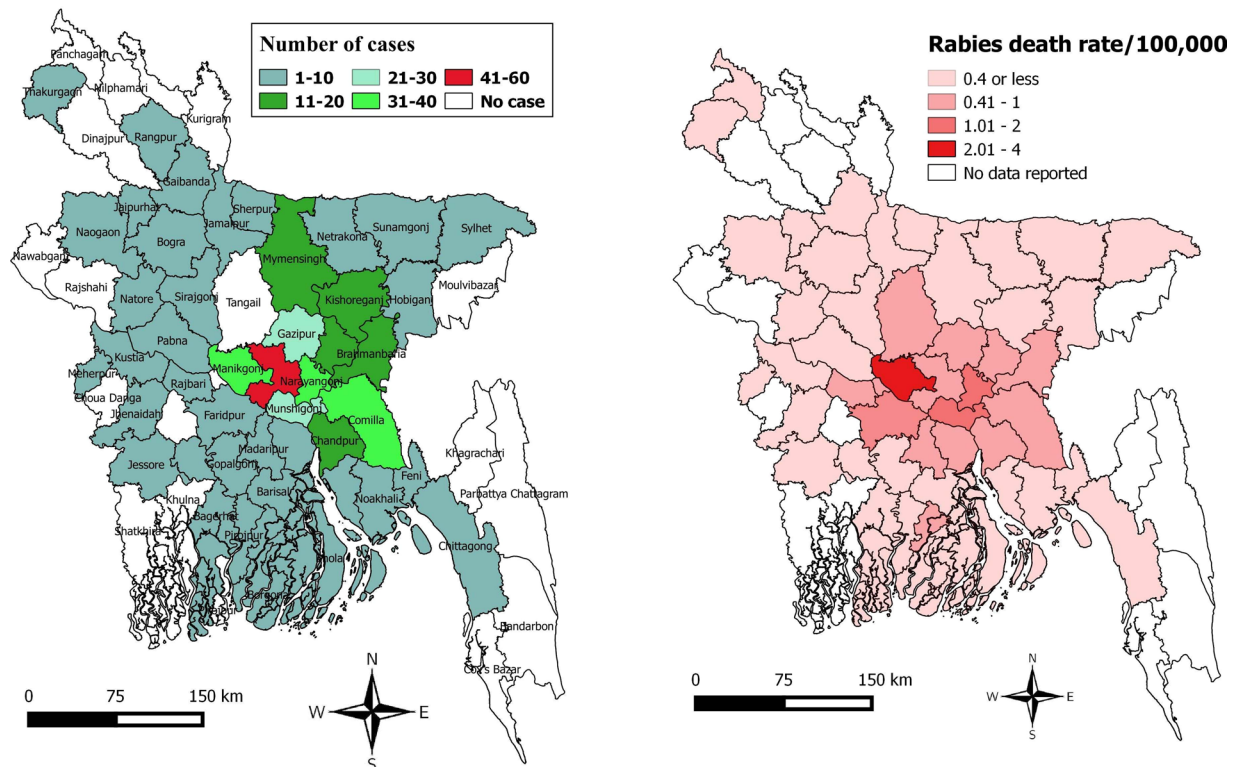 Number of cases
1-10
21-30
41-60
11-20
31-40
No case
Panchagarh
Thakurgaon
Nilphamari
Kurigram
Dinajpur
Rangpur
Gaibanda
Jaipurhat
Jamalpur
Sherpur
Naogaon
Bogra
Mymensingh
Netrakona
Sunamgonj
Sylhet
Nawabganj
Rajshahi
Natore
Sirajgonj
Tangail
Kishoreganj
Hobiganj
Moulvibazar
Pabna
Gazipur
Brahmanbaria
Kustia
Meherpur
Manikgonj
Narayangonj
Choua Danga
Rajbari
Jhenaidah
Faridpur
Munshigonj
Comilla
Chandpur
Madaripur
Jessore
Gopalgonj
Khagrachari
Feni
Khulna
Barisal
Noakhali
Parbattya Chattagram
Bagerhat
Shatkhira
Pirojpur
Bhola
Chittagong
Borgona
Bandarbon
Cox's Bazar
0 75 150 km
N
W E
S
Rabies death rate/100,000
0.4 or less
0.41 - 1
1.01 - 2
2.01 - 4
No data reported
0 75 150 km
N
W E
S